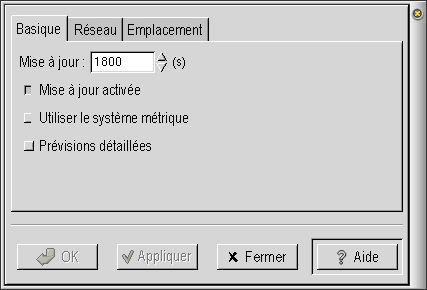 Basique Réseau Emplacement
Mise à jour : 1800 (s)
Mise à jour activée
Utiliser le système métrique
Prévisions détaillées
OK Appliquer Fermer Aide